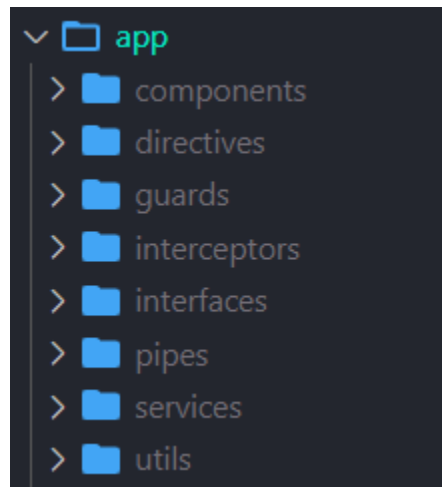 app
components
directives
guards
interceptors
interfaces
pipes
services
utils